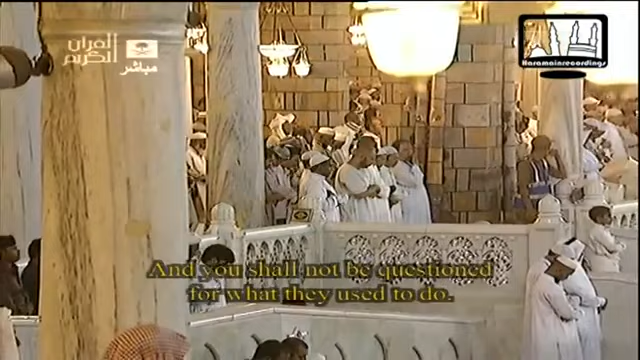 القرآن
الكريم
مباشر
Haramainrecordings
And you shall not be questioned
for what they used to do.